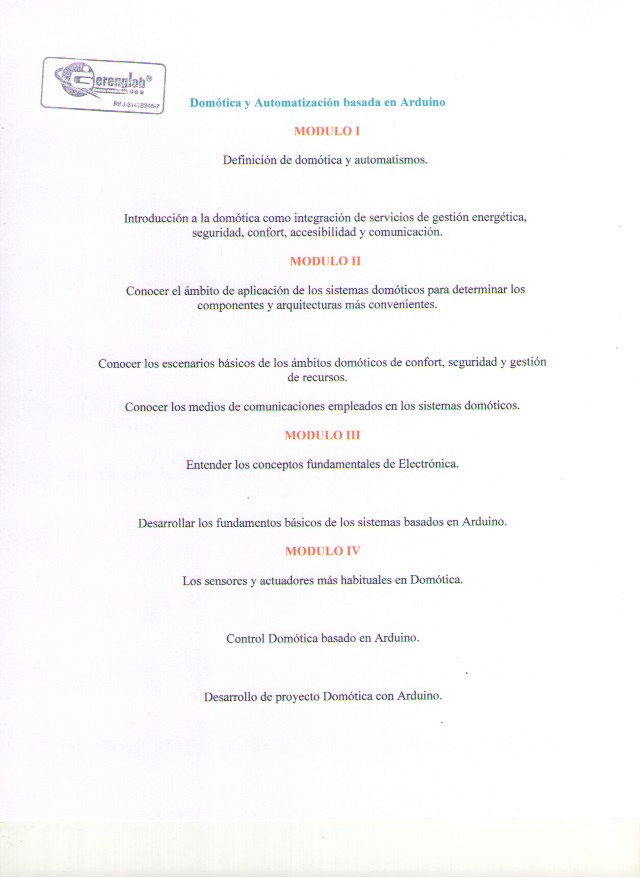 Gerenglob®
Domótica y Automatización basada en Arduino
MODULO I
Definición de domótica y automatismos.
Introducción a la domótica como integración de servicios de gestión energética,
seguridad, confort, accesibilidad y comunicación.
MODULO II
Conocer el ámbito de aplicación de los sistemas domóticos para determinar los
componentes y arquitecturas más convenientes.
Conocer los escenarios básicos de los ámbitos domóticos de confort, seguridad y gestión
de recursos.
Conocer los medios de comunicaciones empleados en los sistemas domóticos.
MODULO III
Entender los conceptos fundamentales de Electrónica.
Desarrollar los fundamentos básicos de los sistemas basados en Arduino.
MODULO IV
Los sensores y actuadores más habituales en Domótica.
Control Domótica basado en Arduino.
Desarrollo de proyecto Domótica con Arduino.